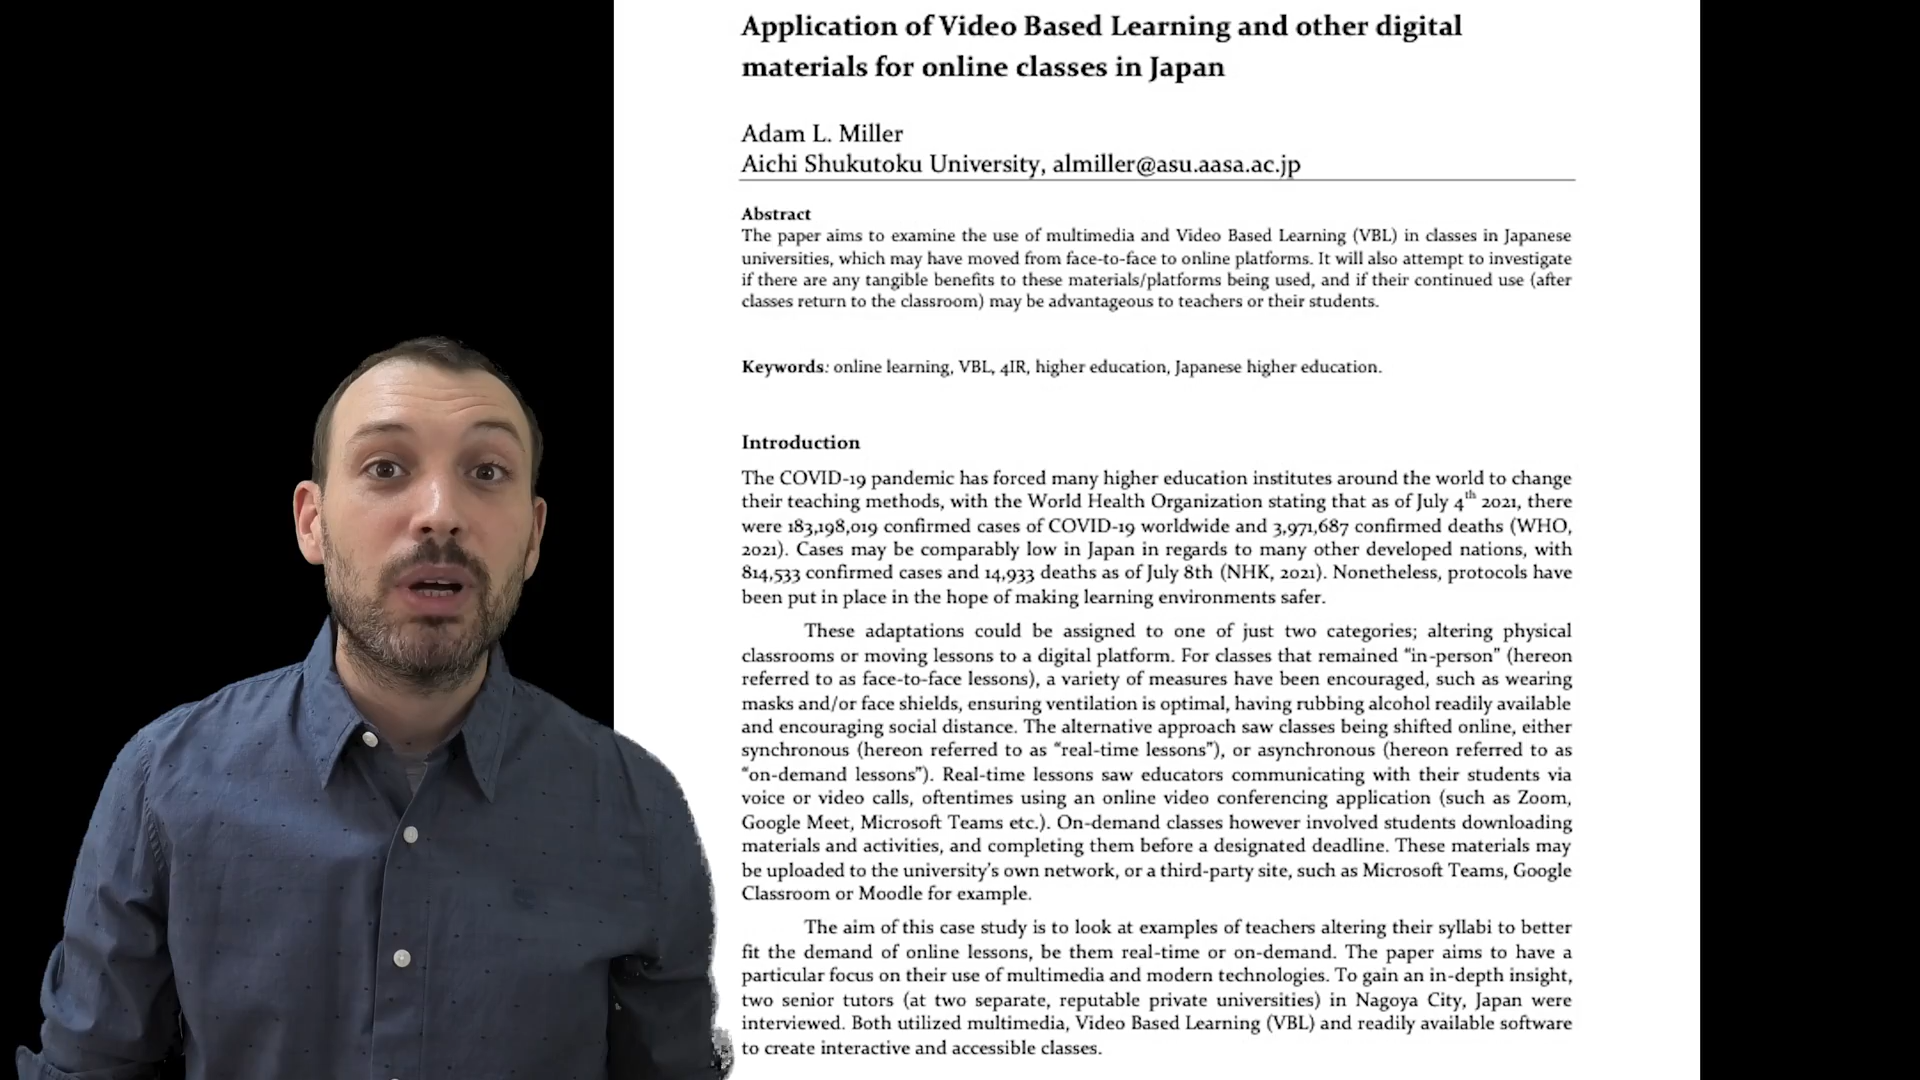 Application of Video Based Learning and other digital
materials for online classes in Japan
Adam L. Miller
Aichi Shukutoku University, almiller@asu.aasa.ac.jp
Abstract
The paper aims to examine the use of multimedia and Video Based Learning (VBL) in classes in Japanese
universities, which may have moved from face-to-face to online platforms. It will also attempt to investigate
if there are any tangible benefits to these materials/platforms being used, and if their continued use (after
classes return to the classroom) may be advantageous to teachers or their students.
Keywords: online learning, VBL, 4IR, higher education, Japanese higher education.
Introduction
The COVID-19 pandemic has forced many higher education institutes around the world to change
their teaching methods, with the World Health Organization stating that as of July 4th 2021, there
were 183,198,019 confirmed cases of COVID-19 worldwide and 3,971,687 confirmed deaths (WHO,
2021). Cases may be comparably low in Japan in regards to many other developed nations, with
814,533 confirmed cases and 14,933 deaths as of July 8th (NHK, 2021). Nonetheless, protocols have
been put in place in the hope of making learning environments safer.
These adaptations could be assigned to one of just two categories; altering physical
classrooms or moving lessons to a digital platform. For classes that remained “in-person” (hereon
referred to as face-to-face lessons), a variety of measures have been encouraged, such as wearing
masks and/or face shields, ensuring ventilation is optimal, having rubbing alcohol readily available
and encouraging social distance. The alternative approach saw classes being shifted online, either
synchronous (hereon referred to as “real-time lessons”), or asynchronous (hereon referred to as
“on-demand lessons”). Real-time lessons saw educators communicating with their students via
voice or video calls, oftentimes using an online video conferencing application (such as Zoom,
Google Meet, Microsoft Teams etc.). On-demand classes however involved students downloading
materials and activities, and completing them before a designated deadline. These materials may
be uploaded to the university’s own network, or a third-party site, such as Microsoft Teams, Google
Classroom or Moodle for example.
The aim of this case study is to look at examples of teachers altering their syllabi to better
fit the demand of online lessons, be them real-time or on-demand. The paper aims to have a
particular focus on their use of multimedia and modern technologies. To gain an in-depth insight,
two senior tutors (at two separate, reputable private universities) in Nagoya City, Japan were
interviewed. Both utilized multimedia, Video Based Learning (VBL) and readily available software
to create interactive and accessible classes.